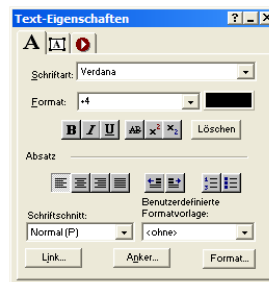 Text-Eigenschaften
A A
Schriftart: Verdana
Format: +4
B I U AB x² x₂ Löschen
Absatz
Benutzerdefinierte
Schriftschnitt: Formatvorlage:
Normal (P) <ohne>
Link... Anker... Format...